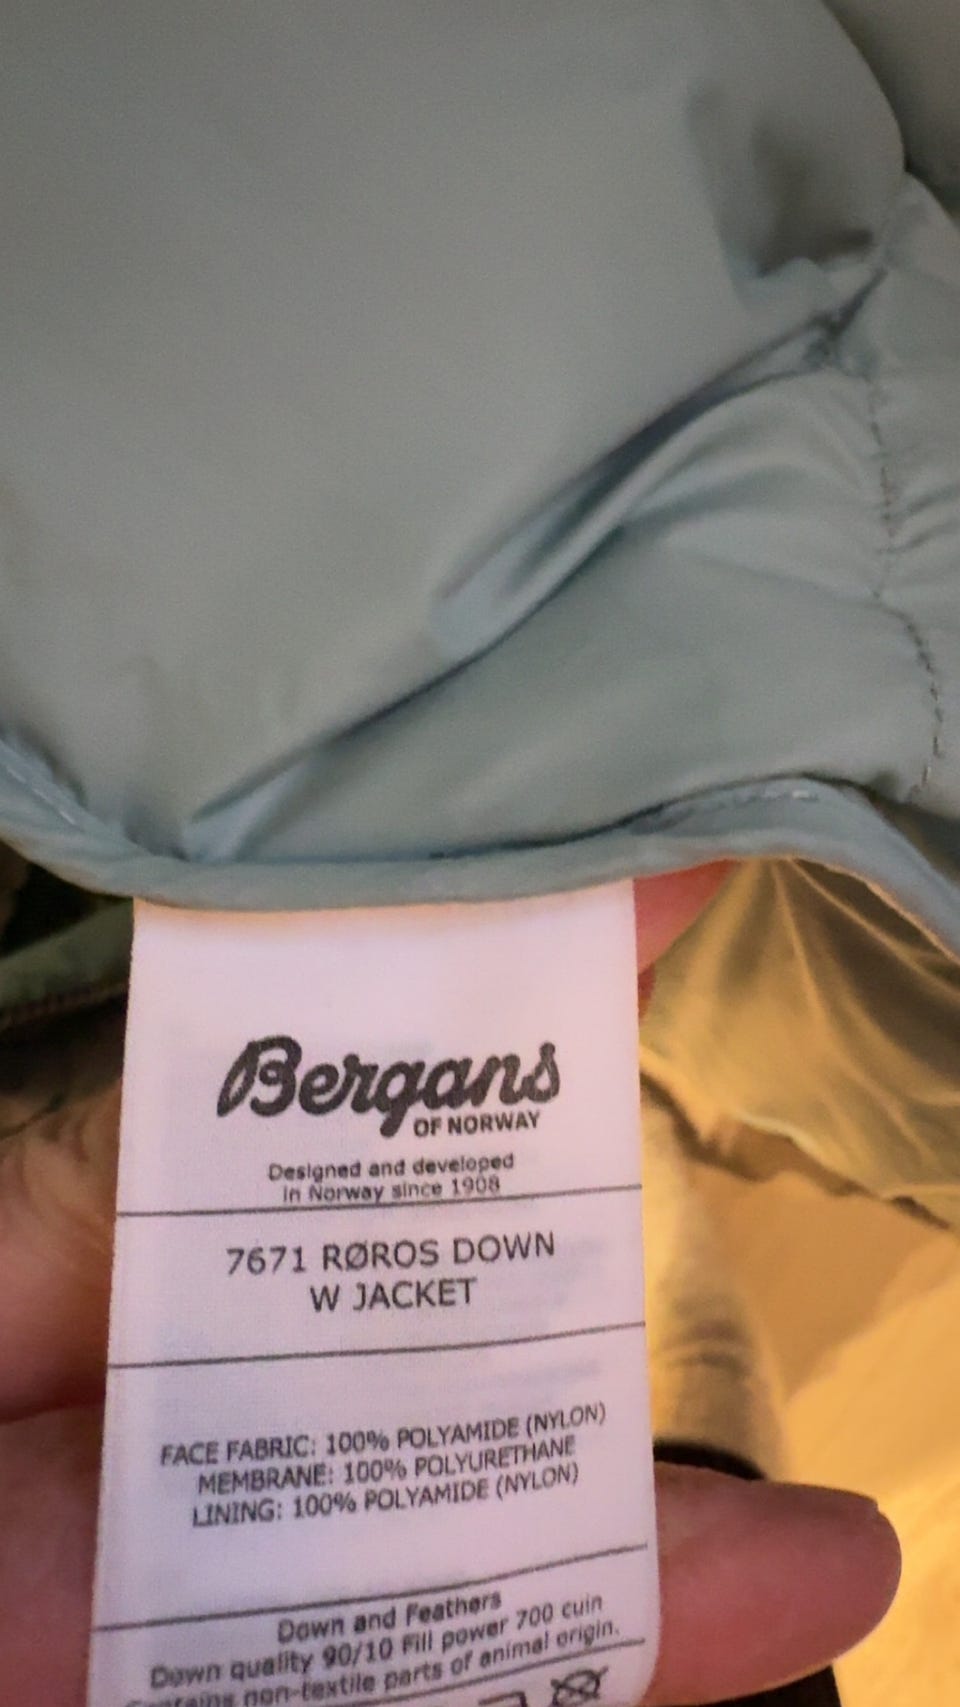 Bergans
OF NORWAY
Designed and developed
in Norway since 1908
7671 RØROS DOWN
W JACKET
FACE FABRIC: 100% POLYAMIDE (NYLON)
MEMBRANE: 100% POLYURETHANE
LINING: 100% POLYAMIDE (NYLON)
Down and Feathers
Down quality 90/10 Fill power 700 cuin
Contains non-textile parts of animal origin.